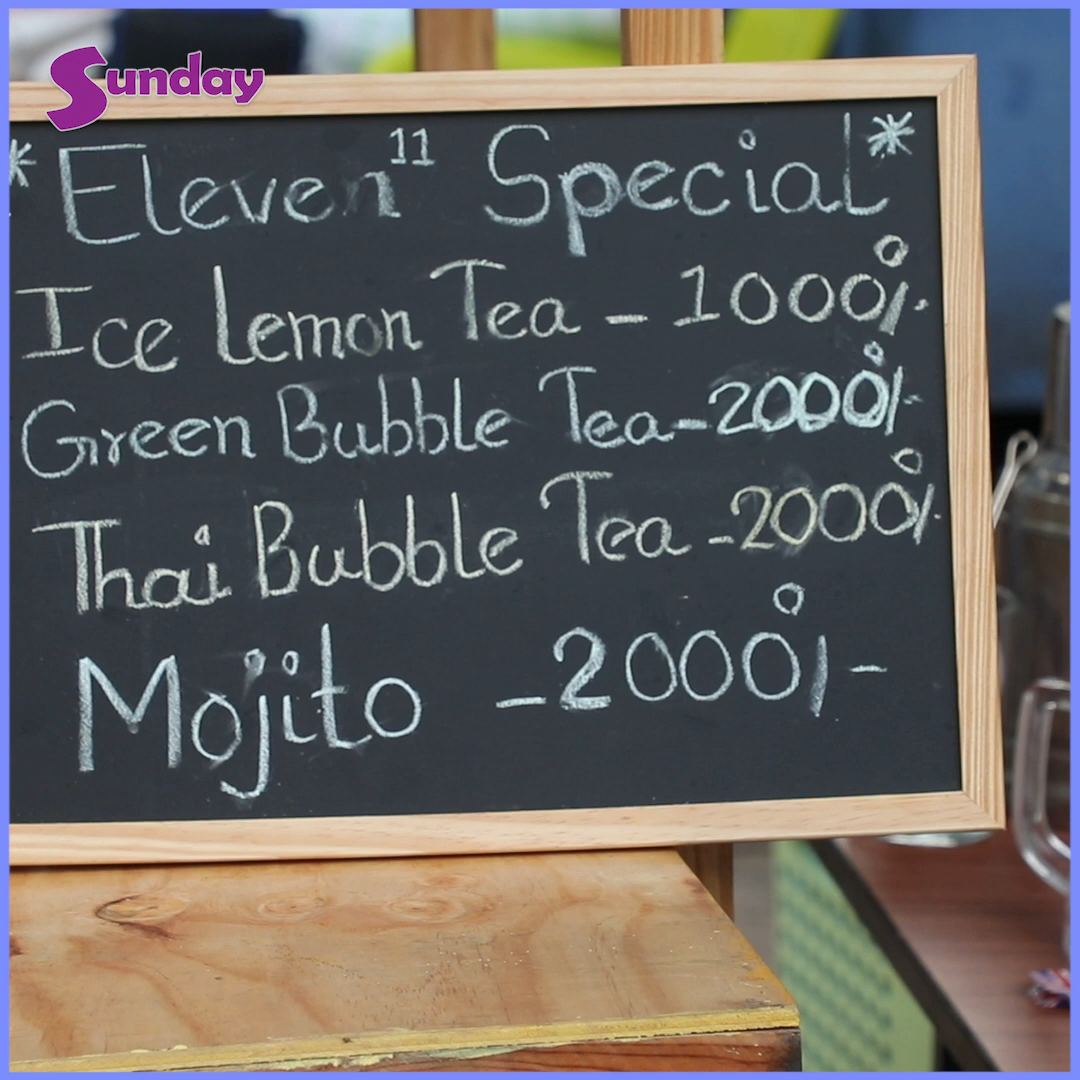 Sunday
*Eleven¹¹ Special*
Ice Lemon Tea - 1000/-
Green Bubble Tea - 2000/-
Thai Bubble Tea - 2000/-
Mojito - 2000/-